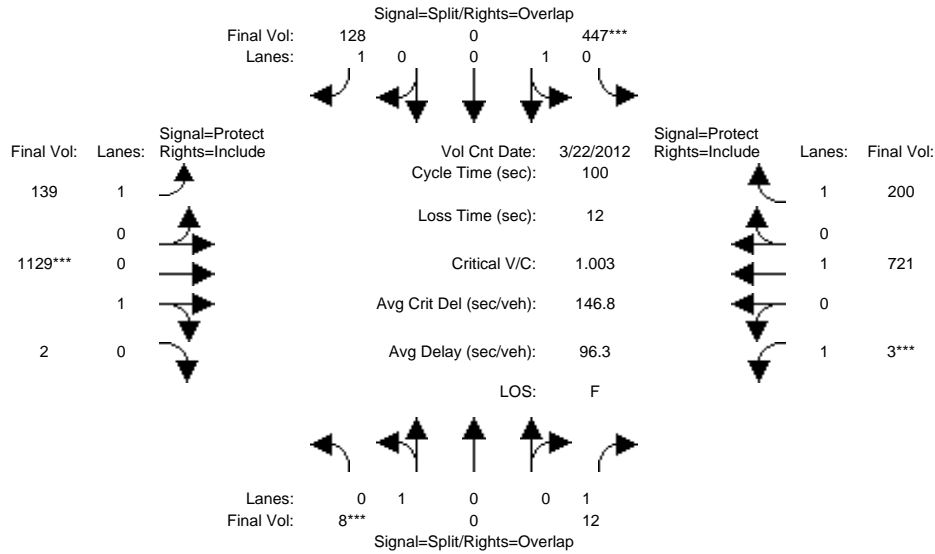 Signal=Split/Rights=Overlap
Final Vol: 128 0 447***
Lanes: 1 0 0 1 0
Signal=Protect
Final Vol: Lanes: Rights=Include
Vol Cnt Date: 3/22/2012
Signal=Protect
Rights=Include Lanes: Final Vol:
Cycle Time (sec): 100
139 1
1 200
Loss Time (sec): 12
0
0
1129*** 0
Critical V/C: 1.003
1 721
1
Avg Crit Del (sec/veh): 146.8
0
2 0
Avg Delay (sec/veh): 96.3
1 3***
LOS: F
Lanes: 0 1 0 0 1
Final Vol: 8*** 0 12
Signal=Split/Rights=Overlap